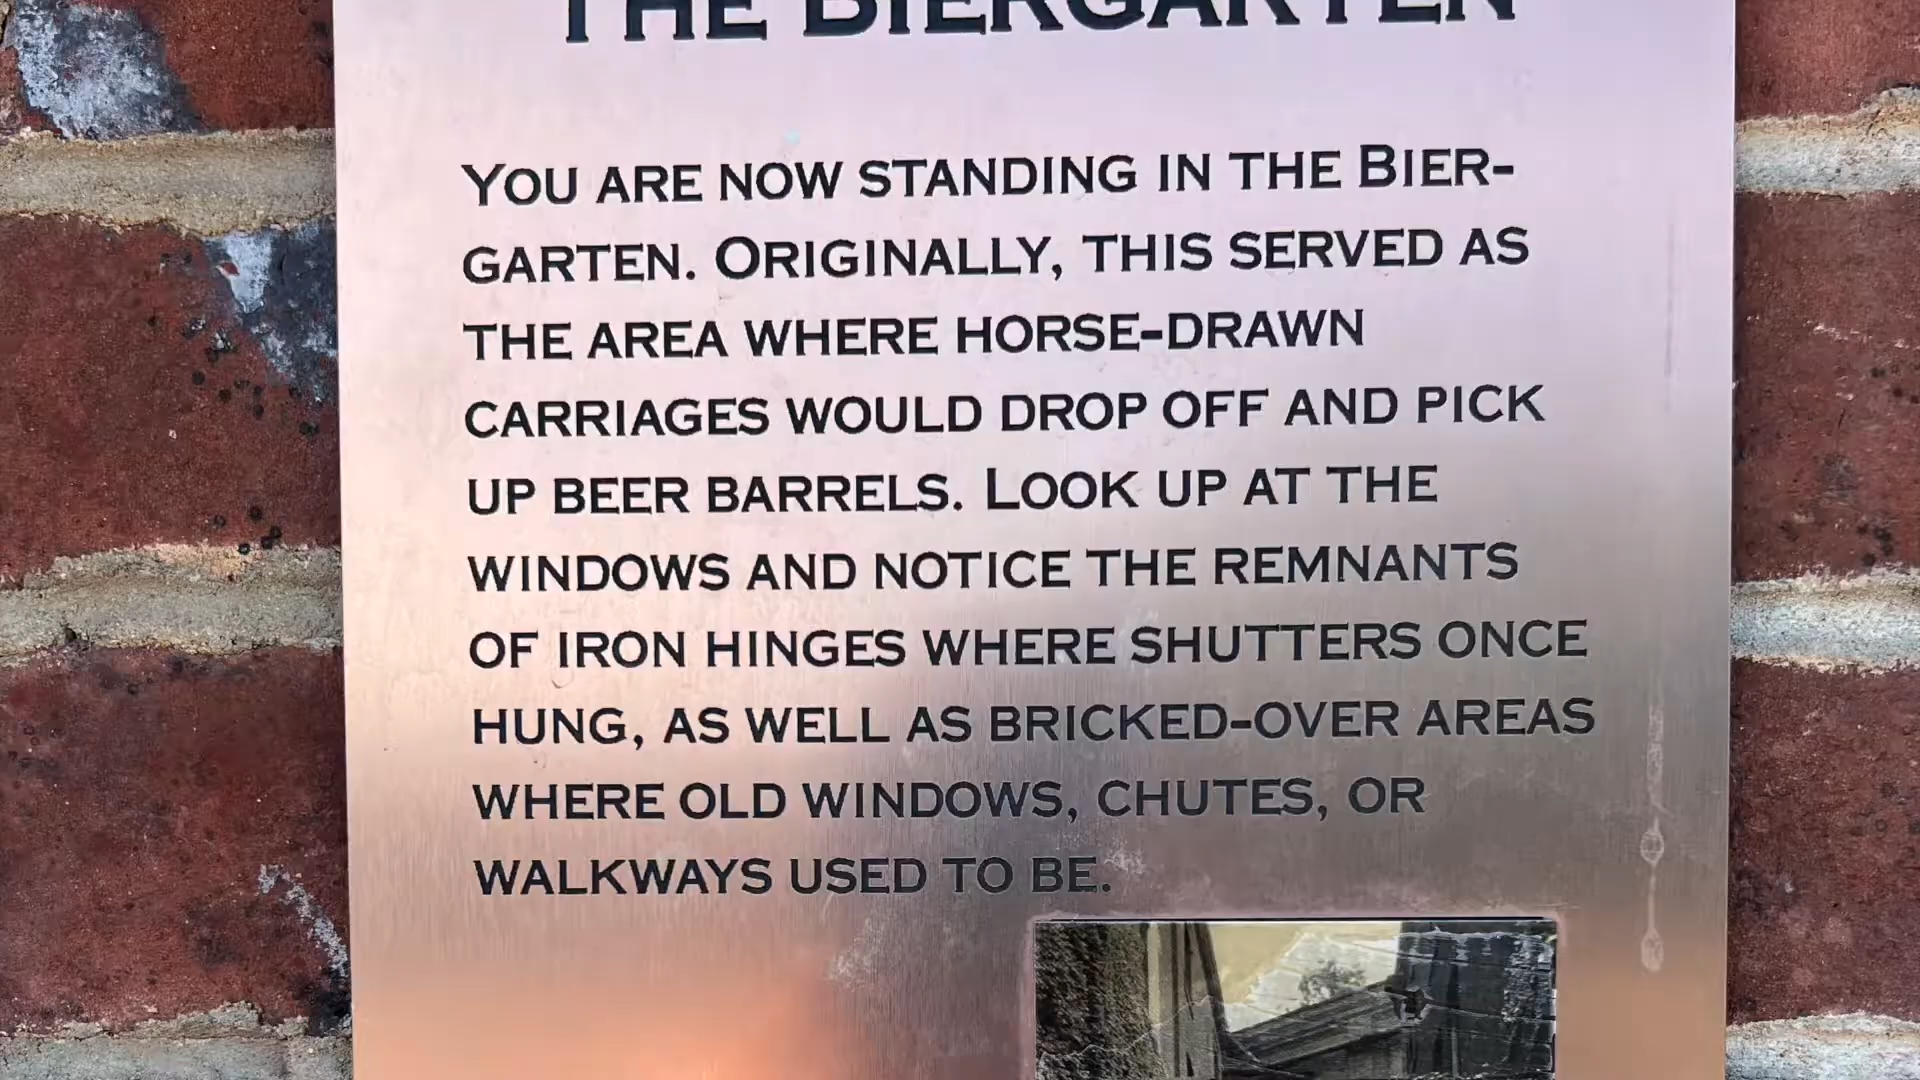 THE BIERGARTEN
YOU ARE NOW STANDING IN THE BIER-
GARTEN. ORIGINALLY, THIS SERVED AS
THE AREA WHERE HORSE-DRAWN
CARRIAGES WOULD DROP OFF AND PICK
UP BEER BARRELS. LOOK UP AT THE
WINDOWS AND NOTICE THE REMNANTS
OF IRON HINGES WHERE SHUTTERS ONCE
HUNG, AS WELL AS BRICKED-OVER AREAS
WHERE OLD WINDOWS, CHUTES, OR
WALKWAYS USED TO BE.